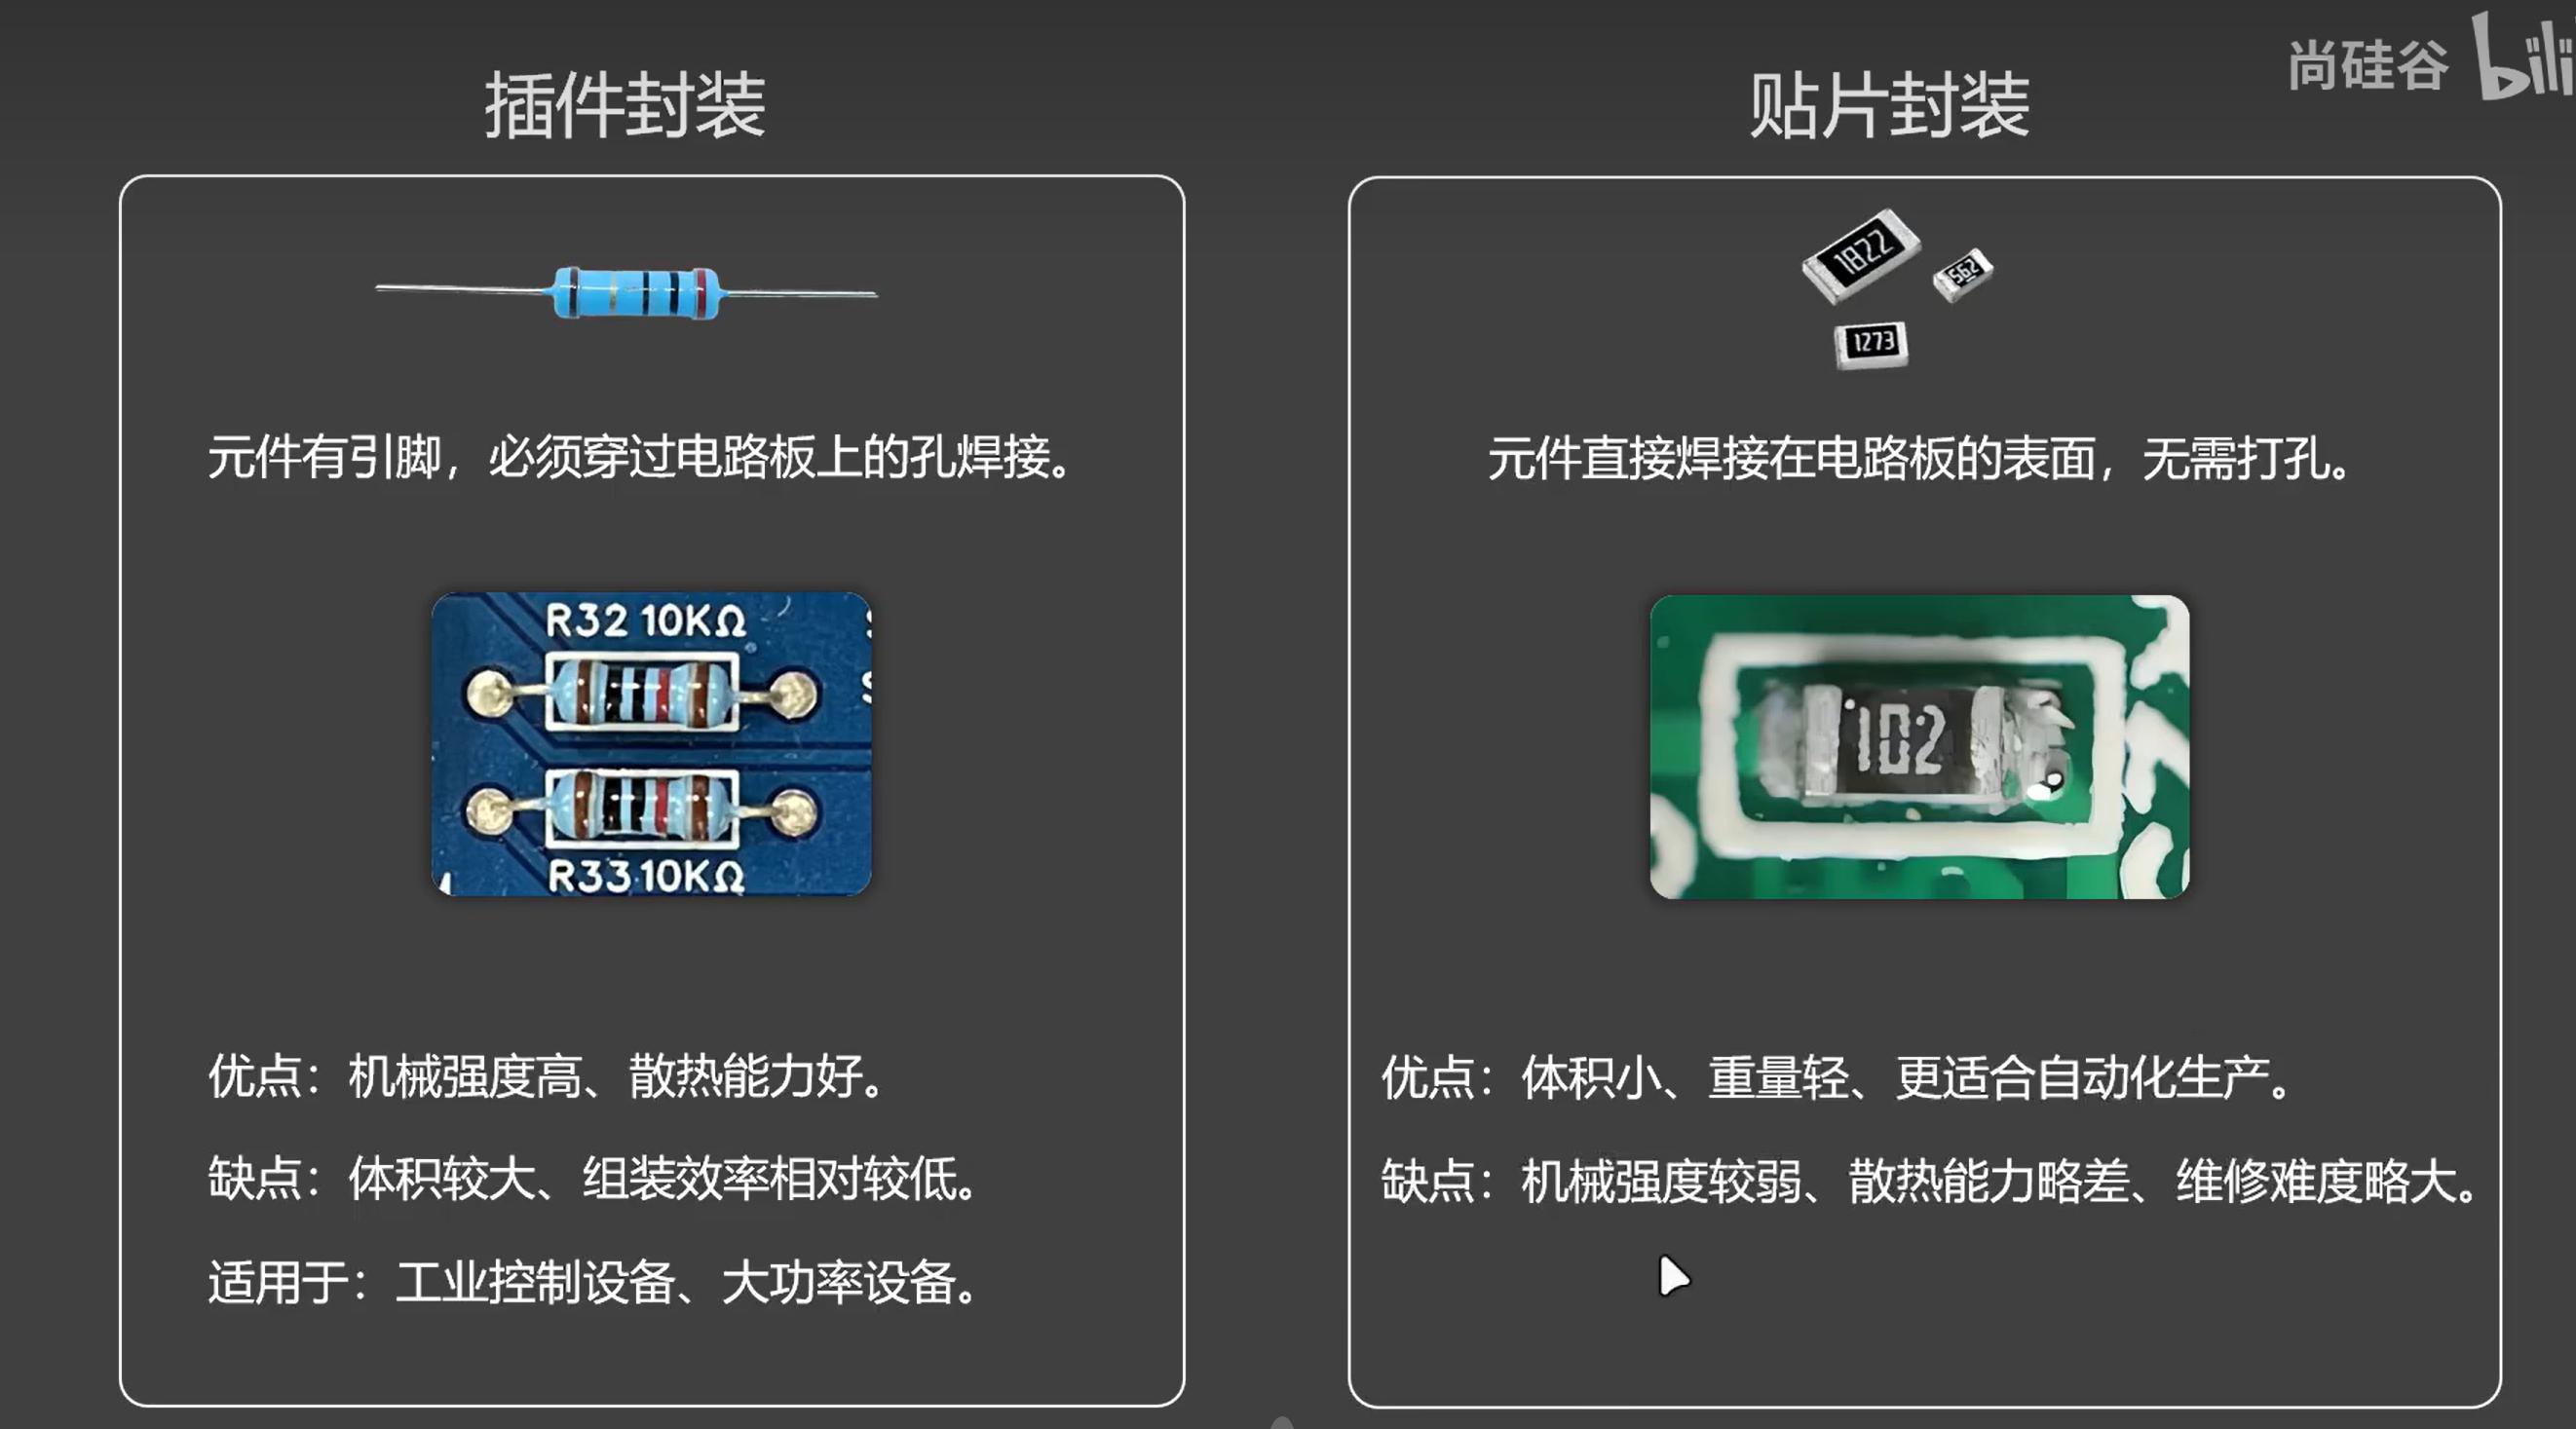 尚硅谷 bili
插件封装
元件有引脚，必须穿过电路板上的孔焊接。
R32 10KΩ
R33 10KΩ
优点：机械强度高、散热能力好。
缺点：体积较大、组装效率相对较低。
适用于：工业控制设备、大功率设备。
贴片封装
1822
562
1273
元件直接焊接在电路板的表面，无需打孔。
102
优点：体积小、重量轻、更适合自动化生产。
缺点：机械强度较弱、散热能力略差、维修难度略大。